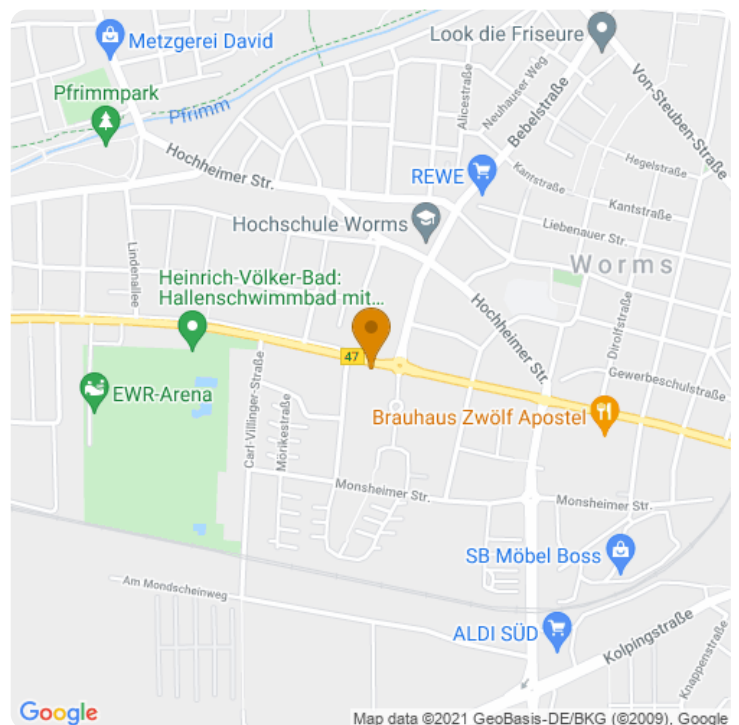 Metzgerei David
Look die Friseure
Pfrimmpark
Pfrimm
Alicestraße
Neuhauser Weg
Bebelstraße
Von-Steuben-Straße
Hochheimer Str.
REWE
Hegelstraße
Kantstraße
Kantstraße
Hochschule Worms
Liebenauer Str.
Lindenallee
Worms
Heinrich-Völker-Bad:
Hallenschwimmbad mit...
Hochheimer Str.
Dirolfstraße
47
Gewerbeschulstraße
EWR-Arena
Carl-Villinger-Straße
Mörikestraße
Brauhaus Zwölf Apostel
Monsheimer Str.
Monsheimer Str.
SB Möbel Boss
Am Mondscheinweg
ALDI SÜD
Kolpingstraße
Knappenstraße
Google
Map data ©2021 GeoBasis-DE/BKG (©2009), Google